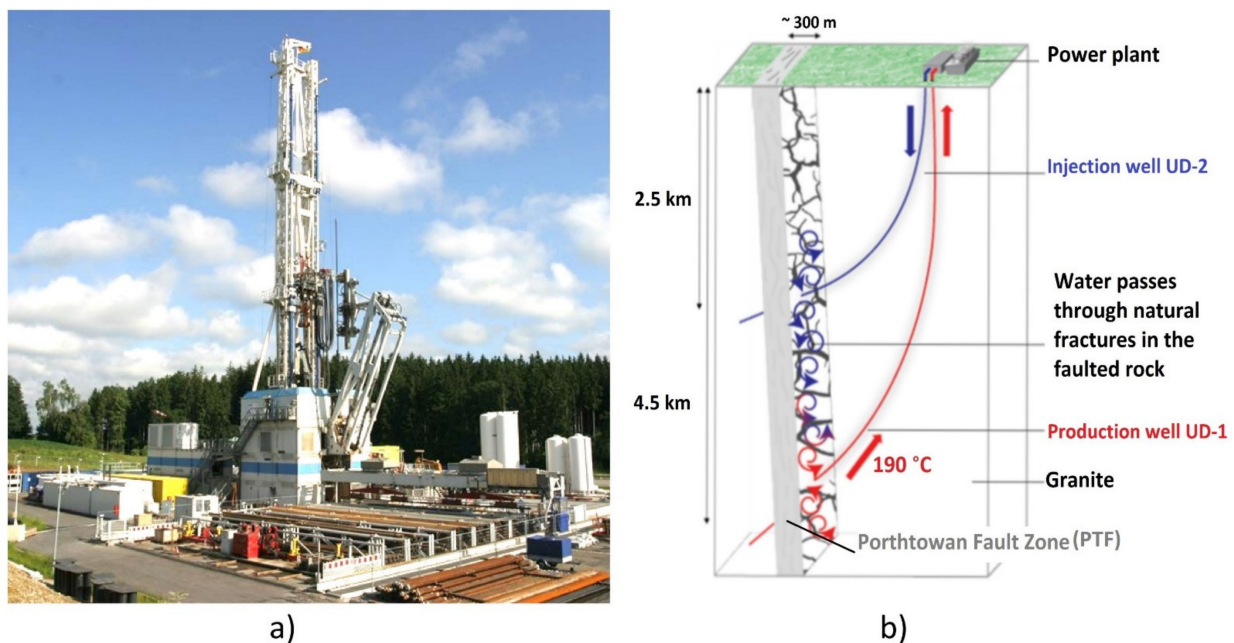 ~ 300 m
Power plant
Injection well UD-2
2.5 km
Water passes
through natural
fractures in the
faulted rock
4.5 km
Production well UD-1
190 °C
Granite
Porthtowan Fault Zone (PTF)
a)
b)